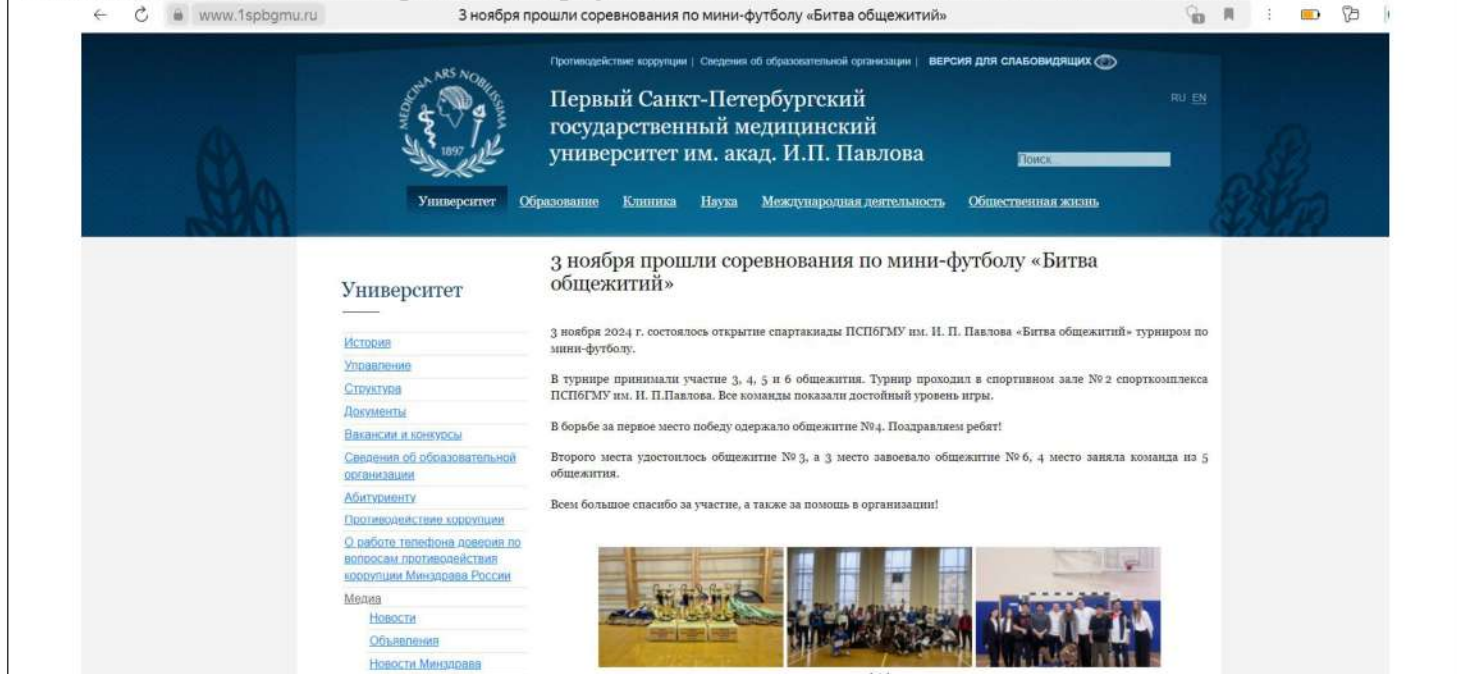 www.1spbgmu.ru
3 ноября прошли соревнования по мини-футболу «Битва общежитий»
1
Противодействие коррупции | Сведения об образовательной организации | ВЕРСИЯ ДЛЯ СЛАБОВИДЯЩИХ
MEDICINA ARS NOBILISSIMA
1897
Первый Санкт-Петербургский
государственный медицинский
университет им. акад. И.П. Павлова
RU EN
Поиск...
Университет Образование Клиника Наука Международная деятельность Общественная жизнь
Университет
История
Управление
Структура
Документы
Вакансии и конкурсы
Сведения об образовательной
организации
Абитуриенту
Противодействие коррупции
О работе телефона доверия по
вопросам противодействия
коррупции Минздрава России
Медиа
Новости
Объявления
Новости Минздрава
3 ноября прошли соревнования по мини-футболу «Битва
общежитий»
3 ноября 2024 г. состоялось открытие спартакиады ПСПбГМУ им. И. П. Павлова «Битва общежитий» турниром по
мини-футболу.
В турнире принимали участие 3, 4, 5 и 6 общежития. Турнир проходил в спортивном зале №2 спорткомплекса
ПСПбГМУ им. И. П.Павлова. Все команды показали достойный уровень игры.
В борьбе за первое место победу одержало общежитие №4. Поздравляем ребят!
Второго места удостоилось общежитие №3, а 3 место завоевало общежитие №6, 4 место заняла команда из 5
общежития.
Всем большое спасибо за участие, а также за помощь в организации!